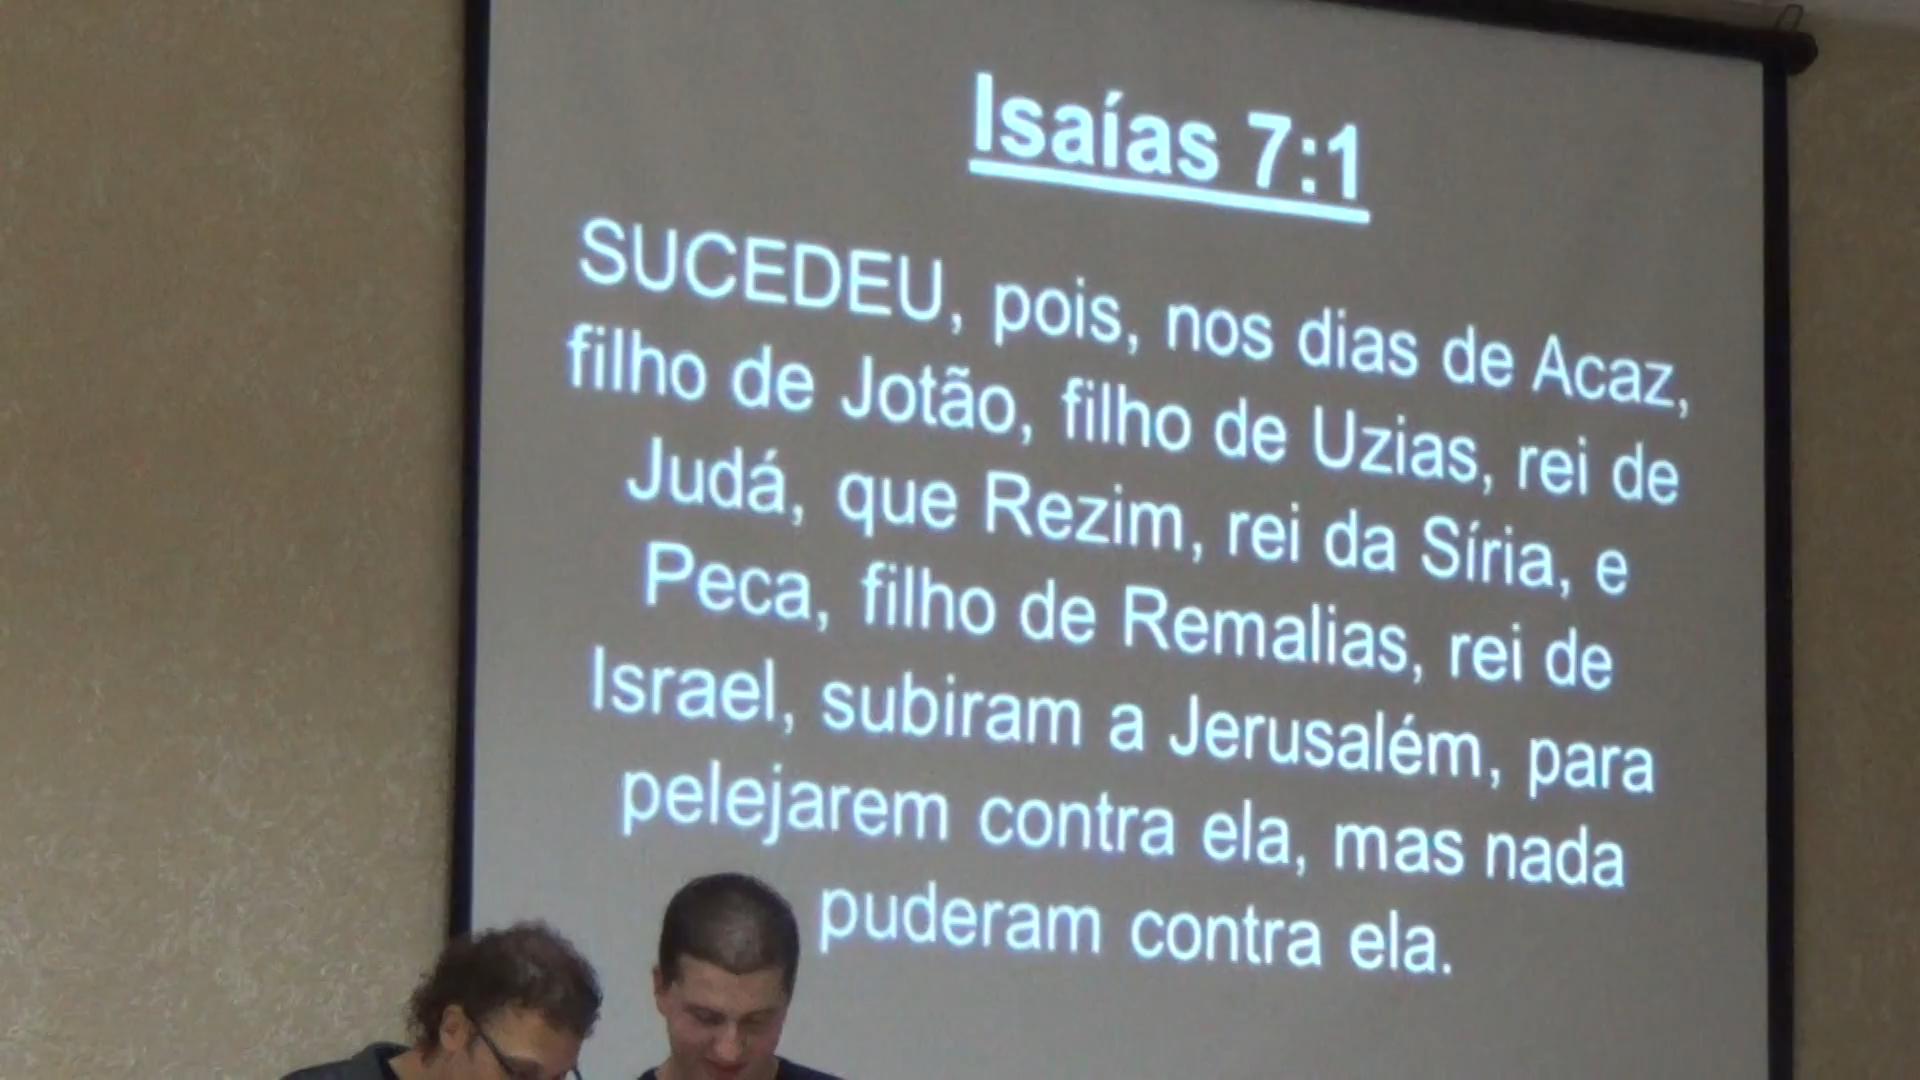 Isaías 7:1
SUCEDEU, pois, nos dias de Acaz,
filho de Jotão, filho de Uzias, rei de
Judá, que Rezim, rei da Síria, e
Peca, filho de Remalias, rei de
Israel, subiram a Jerusalém, para
pelejarem contra ela, mas nada
puderam contra ela.